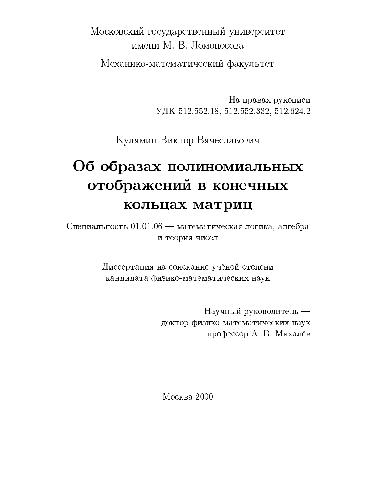 Московский государственный университет
имени М. В. Ломоносова
Механико-математический факультет
На правах рукописи
УДК 512.552.18, 512.552.332, 512.624.2
Кулямин Виктор Вячеславович
Об образах полиномиальных
отображений в конечных
кольцах матриц
Специальность 01.01.06 — математическая логика, алгебра
и теория чисел
Диссертация на соискание учёной степени
кандидата физико-математических наук
Научный руководитель —
доктор физико-математических наук
профессор А. В. Михалёв
Москва 2000